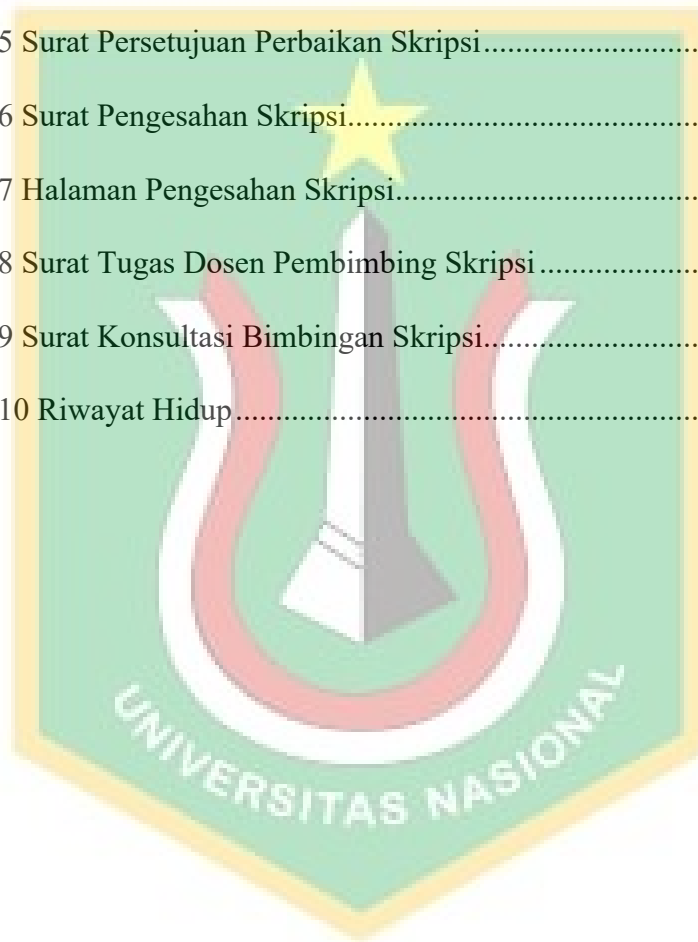 5 Surat Persetujuan Perbaikan Skripsi.......................
6 Surat Pengesahan Skripsi.......................................
7 Halaman Pengesahan Skripsi..................................
8 Surat Tugas Dosen Pembimbing Skripsi.................
9 Surat Konsultasi Bimbingan Skripsi.......................
10 Riwayat Hidup....................................................
UNIVERSITAS NASIONAL